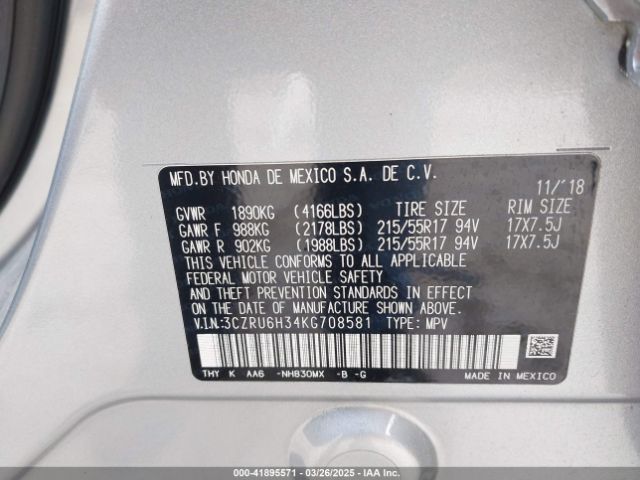 MFD.BY HONDA DE MEXICO S.A. DE C.V.
11/'18
GVWR 1890KG (4166LBS) TIRE SIZE RIM SIZE
GAWR F 988KG (2178LBS) 215/55R17 94V 17X7.5J
GAWR R 902KG (1988LBS) 215/55R17 94V 17X7.5J
THIS VEHICLE CONFORMS TO ALL APPLICABLE
FEDERAL MOTOR VEHICLE SAFETY
AND THEFT PREVENTION STANDARDS IN EFFECT
ON THE DATE OF MANUFACTURE SHOWN ABOVE.
V.I.N.:3CZRU6H34KG708581 TYPE: MPV
THY K AA6 -NH830MX -B -G
MADE IN MEXICO
000-41895571 | 03/26/2025 | IAA Inc.